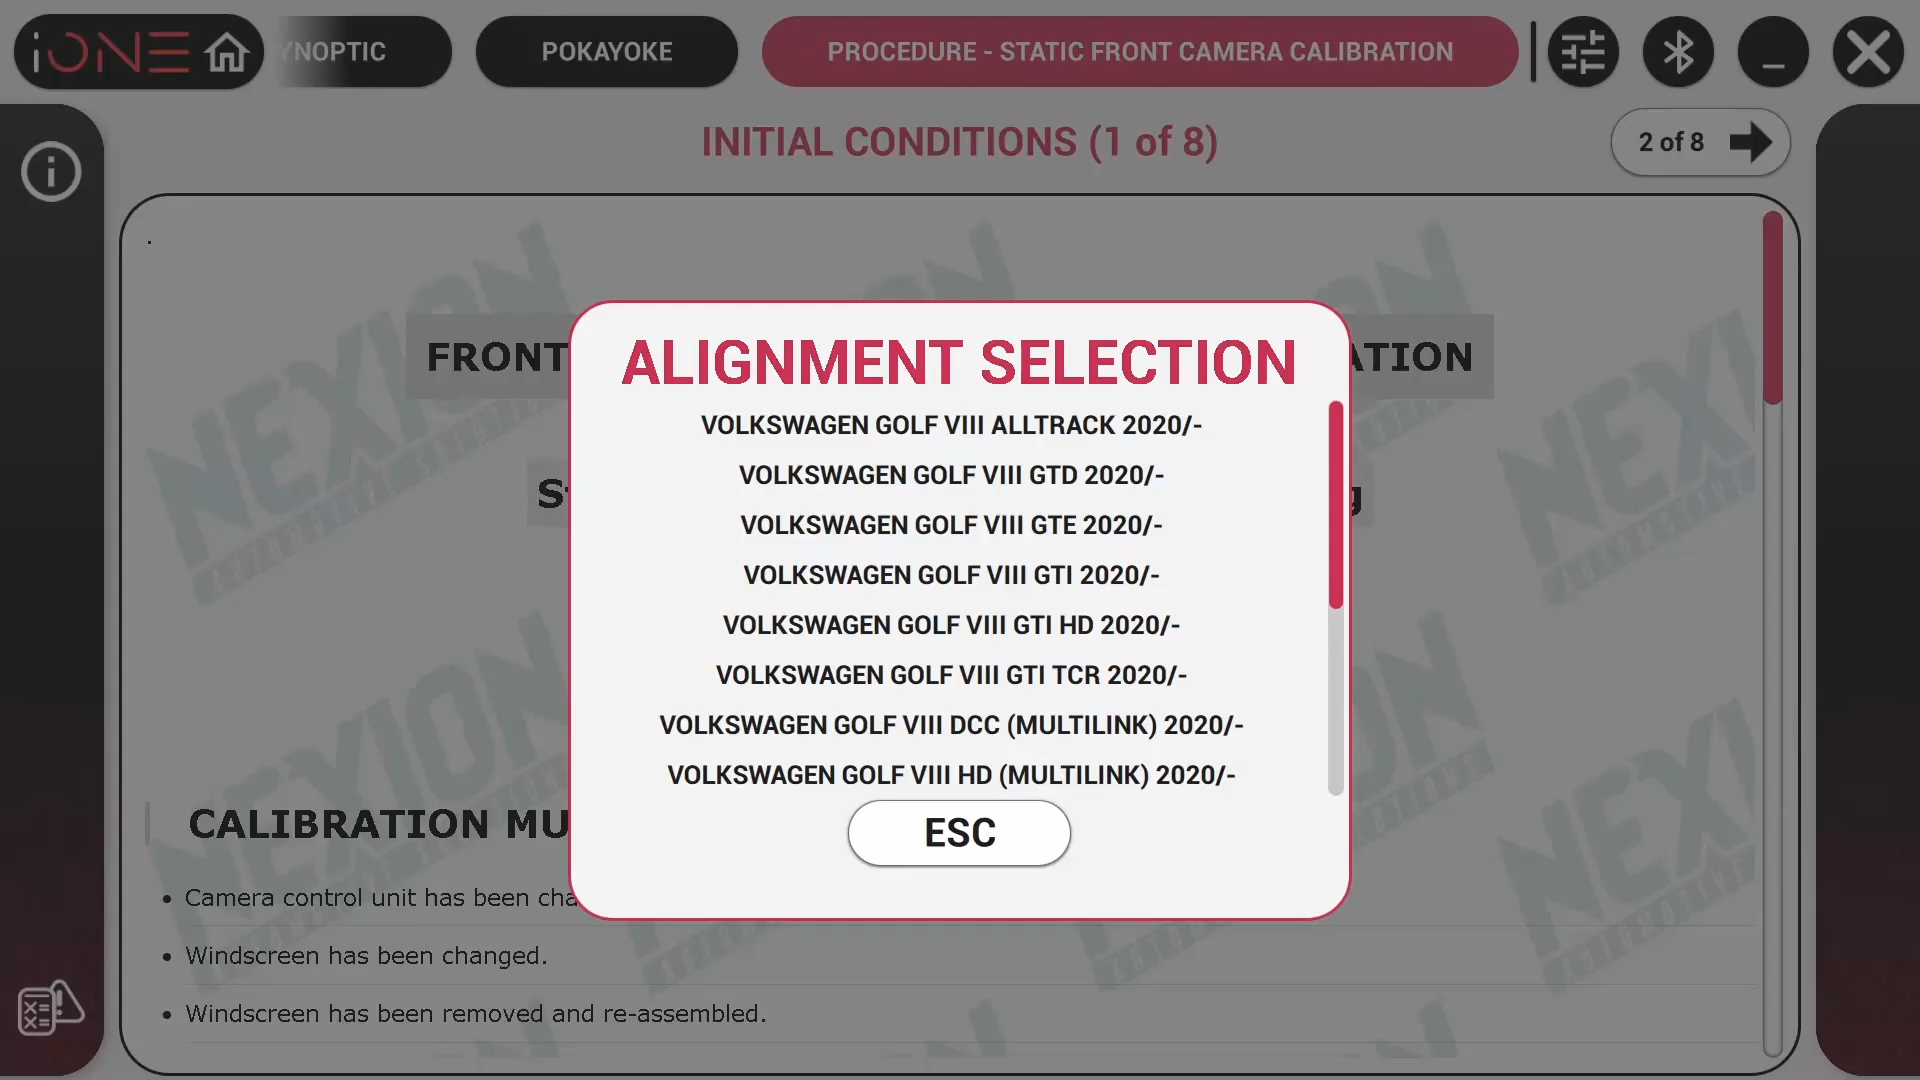 iONE
YNOPTIC
POKAYOKE
PROCEDURE - STATIC FRONT CAMERA CALIBRATION
INITIAL CONDITIONS (1 of 8)
2 of 8
FRONT
ATION
ALIGNMENT SELECTION
VOLKSWAGEN GOLF VIII ALLTRACK 2020/-
VOLKSWAGEN GOLF VIII GTD 2020/-
VOLKSWAGEN GOLF VIII GTE 2020/-
VOLKSWAGEN GOLF VIII GTI 2020/-
VOLKSWAGEN GOLF VIII GTI HD 2020/-
VOLKSWAGEN GOLF VIII GTI TCR 2020/-
VOLKSWAGEN GOLF VIII DCC (MULTILINK) 2020/-
VOLKSWAGEN GOLF VIII HD (MULTILINK) 2020/-
ESC
CALIBRATION MU
• Camera control unit has been cha
• Windscreen has been changed.
• Windscreen has been removed and re-assembled.
NEXION
NEXION
NEXION
NEXION